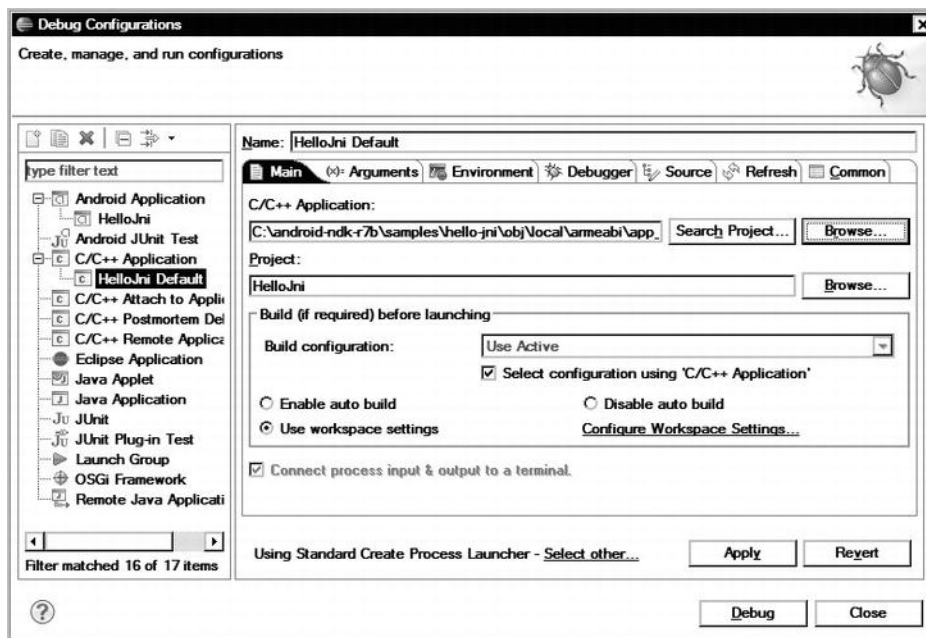 Debug Configurations
Create, manage, and run configurations
type filter text
Android Application
HelloJni
Android JUnit Test
C/C++ Application
HelloJni Default
C/C++ Attach to Appli
C/C++ Postmortem Del
C/C++ Remote Applica
Eclipse Application
Java Applet
Java Application
JUnit
JUnit Plug-in Test
Launch Group
OSGi Framework
Remote Java Applicati
Filter matched 16 of 17 items
Name: HelloJni Default
Main (x)= Arguments Environment Debugger Source Refresh Common
C/C++ Application:
C:\android-ndk-r7b\samples\hello-jni\obj\local\armeabi\app_ Search Project... Browse...
Project:
HelloJni Browse...
Build (if required) before launching
Build configuration: Use Active
Select configuration using 'C/C++ Application'
Enable auto build Disable auto build
Use workspace settings Configure Workspace Settings...
Connect process input & output to a terminal.
Using Standard Create Process Launcher - Select other... Apply Revert
? Debug Close